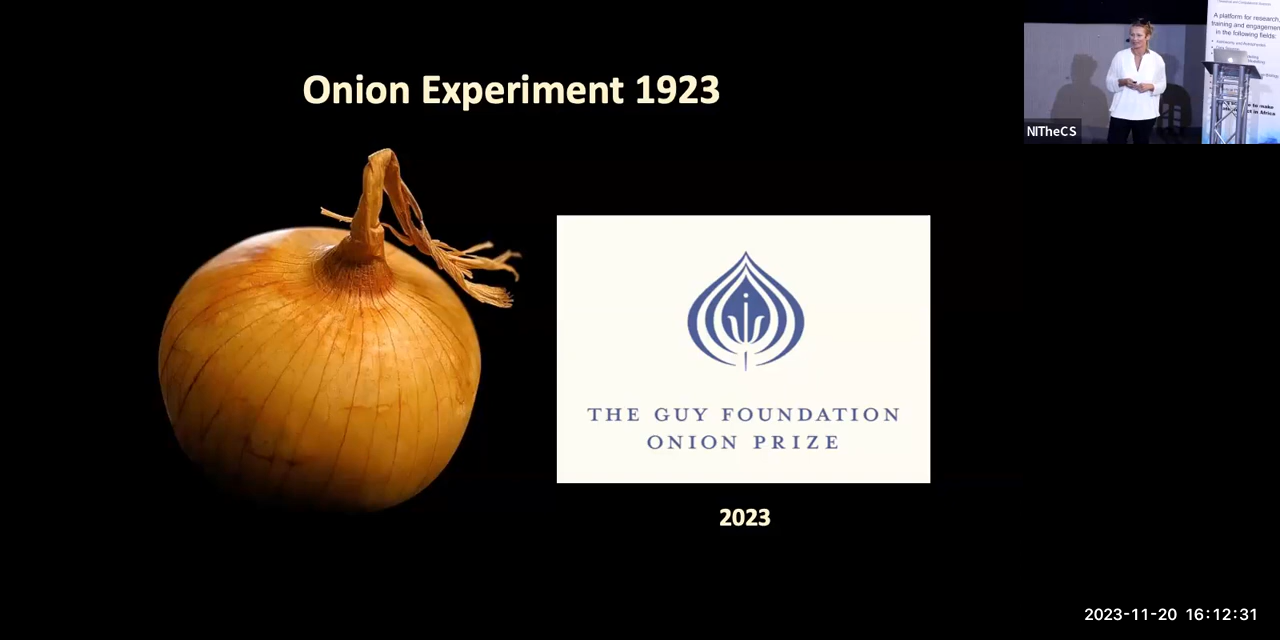 Onion Experiment 1923
THE GUY FOUNDATION
ONION PRIZE
2023
NITheCS
A platform for research,
training and engagement
in the following fields:
2023-11-20 16:12:31